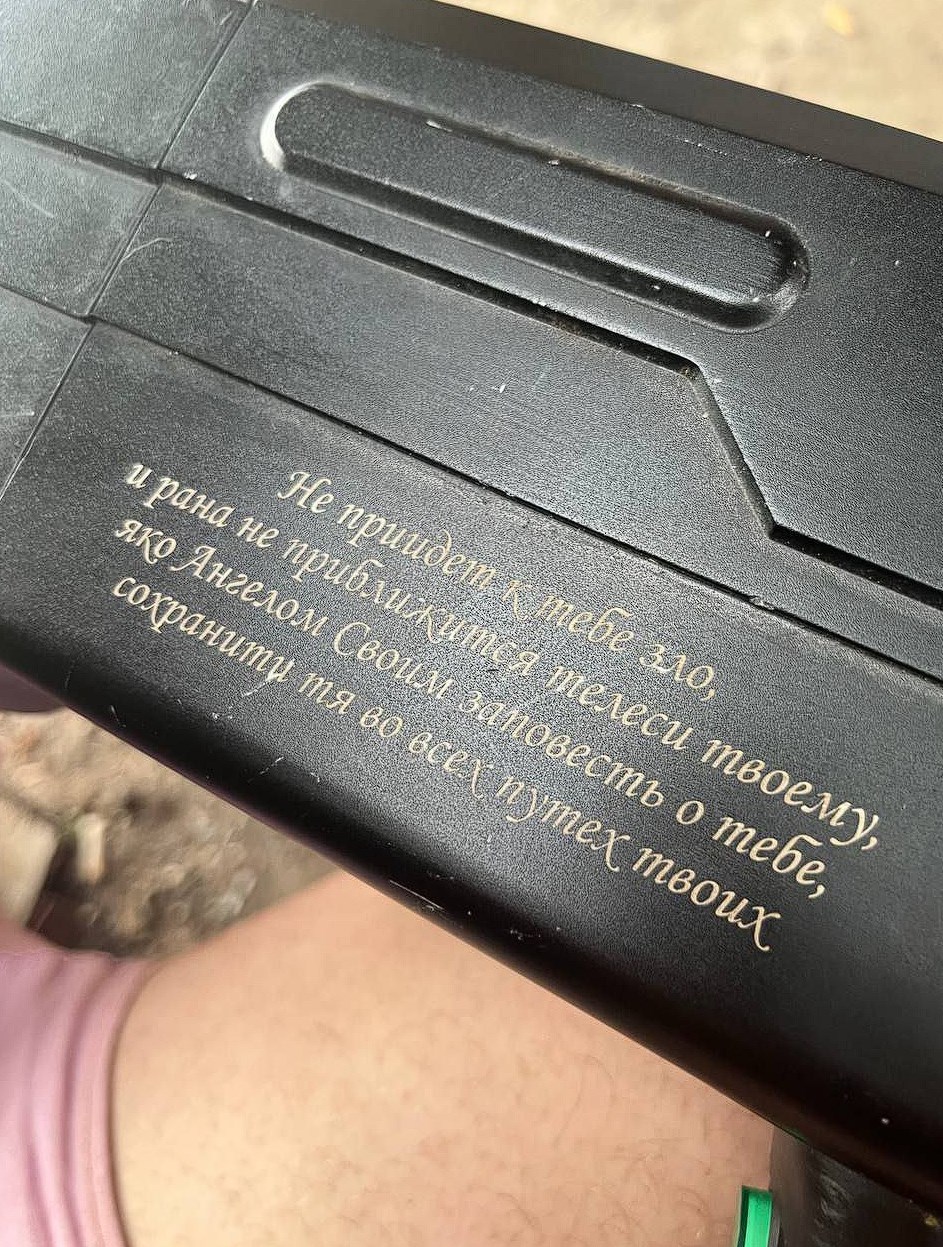 Не приидет к тебе зло,
и рана не приближится телеси твоему,
яко Ангелом Своим заповесть о тебе,
сохранити тя во всех путех твоих